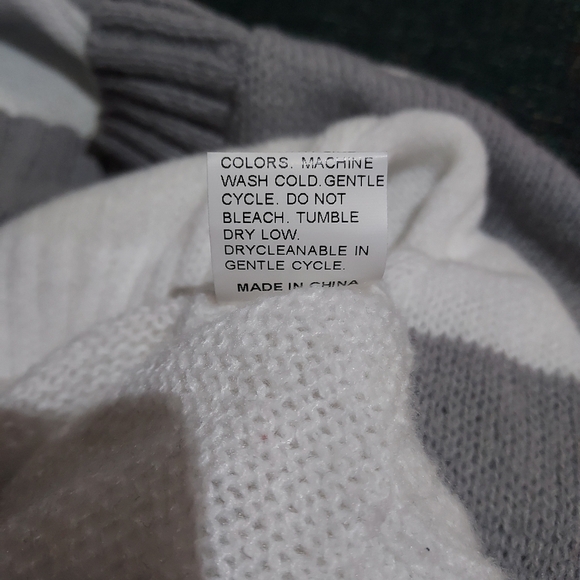 COLORS. MACHINE
WASH COLD. GENTLE
CYCLE. DO NOT
BLEACH. TUMBLE
DRY LOW.
DRYCLEANABLE IN
GENTLE CYCLE.
MADE IN CHINA